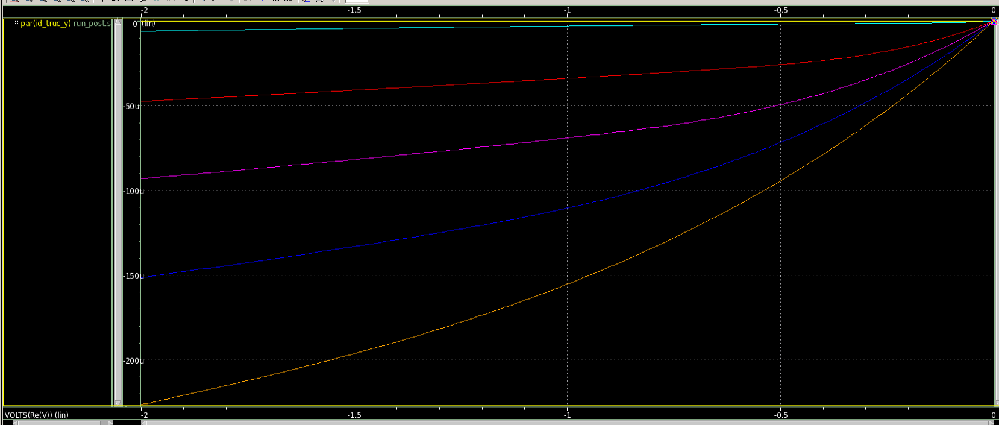 -2 -1.5 -1 -0.5 0
par(id_truc_y) run_post.s
0 (lin)
-50u
-100u
-150u
-200u
VOLTS(Re(V)) (lin) -2 -1.5 -1 -0.5 0